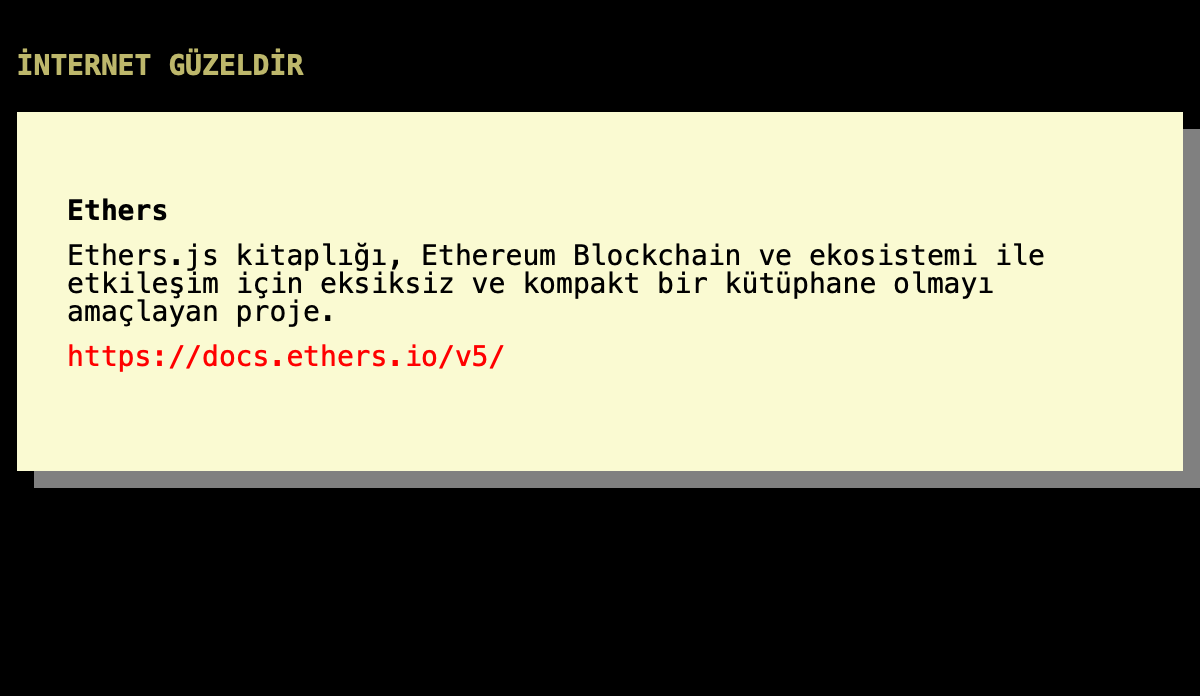 İNTERNET GÜZELDİR
Ethers
Ethers.js kitaplığı, Ethereum Blockchain ve ekosistemi ile
etkileşim için eksiksiz ve kompakt bir kütüphane olmayı
amaçlayan proje.
https://docs.ethers.io/v5/